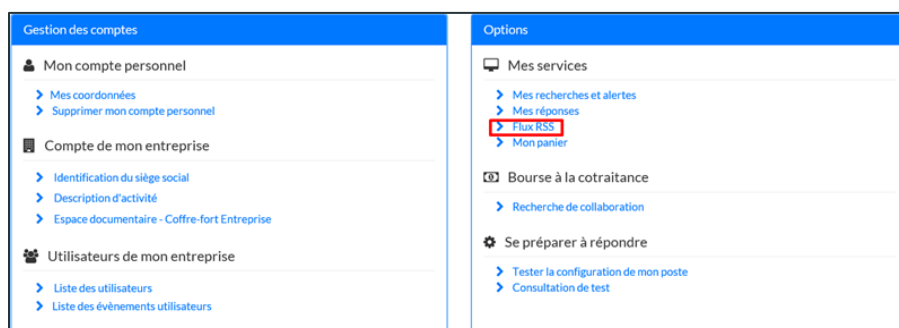 Gestion des comptes
Mon compte personnel
Mes coordonnées
Supprimer mon compte personnel
Compte de mon entreprise
Identification du siège social
Description d'activité
Espace documentaire - Coffre-fort Entreprise
Utilisateurs de mon entreprise
Liste des utilisateurs
Liste des évènements utilisateurs
Options
Mes services
Mes recherches et alertes
Mes réponses
Flux RSS
Mon panier
Bourse à la cotraitance
Recherche de collaboration
Se préparer à répondre
Tester la configuration de mon poste
Consultation de test